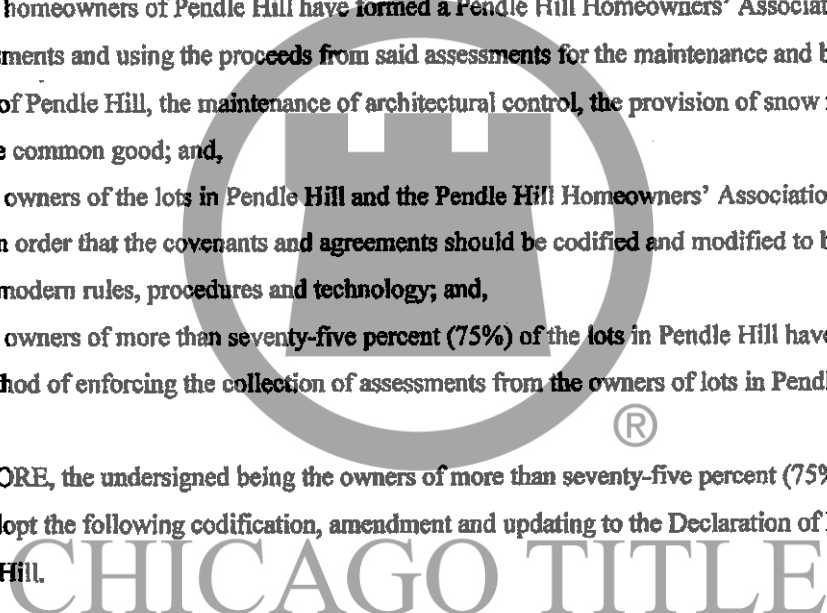 homeowners of Pendle Hill have formed a Pendle Hill Homeowners' Associat
ments and using the proceeds from said assessments for the maintenance and b
of Pendle Hill, the maintenance of architectural control, the provision of snow
common good; and,
owners of the lots in Pendle Hill and the Pendle Hill Homeowners' Associatio
n order that the covenants and agreements should be codified and modified to b
modern rules, procedures and technology; and,
owners of more than seventy-five percent (75%) of the lots in Pendle Hill have
hod of enforcing the collection of assessments from the owners of lots in Pendl
®
ORE, the undersigned being the owners of more than seventy-five percent (75%
lopt the following codification, amendment and updating to the Declaration of
Hill.
CHICAGO TITLE